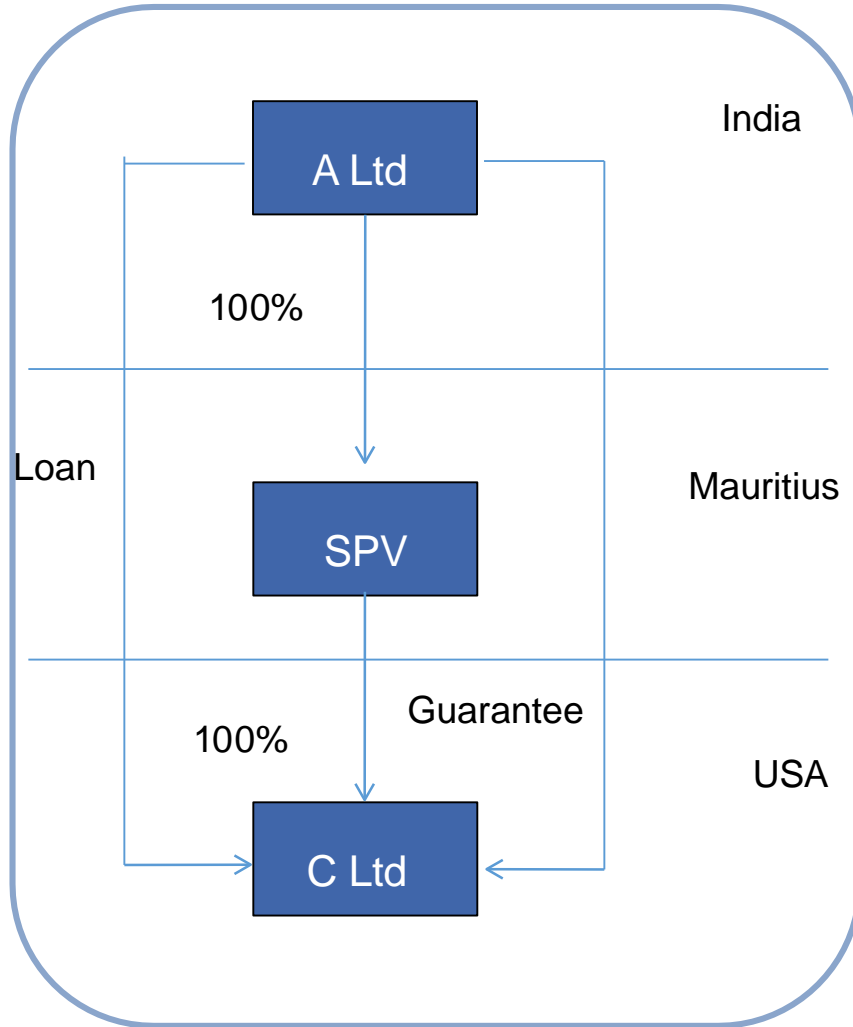 India
A Ltd
100%
Loan
Mauritius
SPV
Guarantee
100%
USA
C Ltd